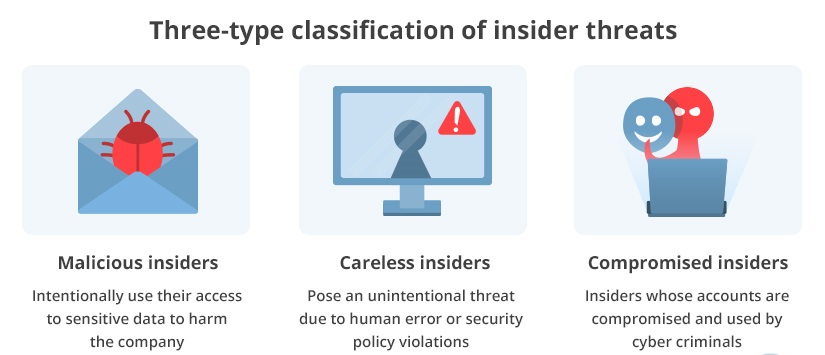 Three-type classification of insider threats
Malicious insiders
Intentionally use their access
to sensitive data to harm
the company
Careless insiders
Pose an unintentional threat
due to human error or security
policy violations
Compromised insiders
Insiders whose accounts are
compromised and used by
cyber criminals